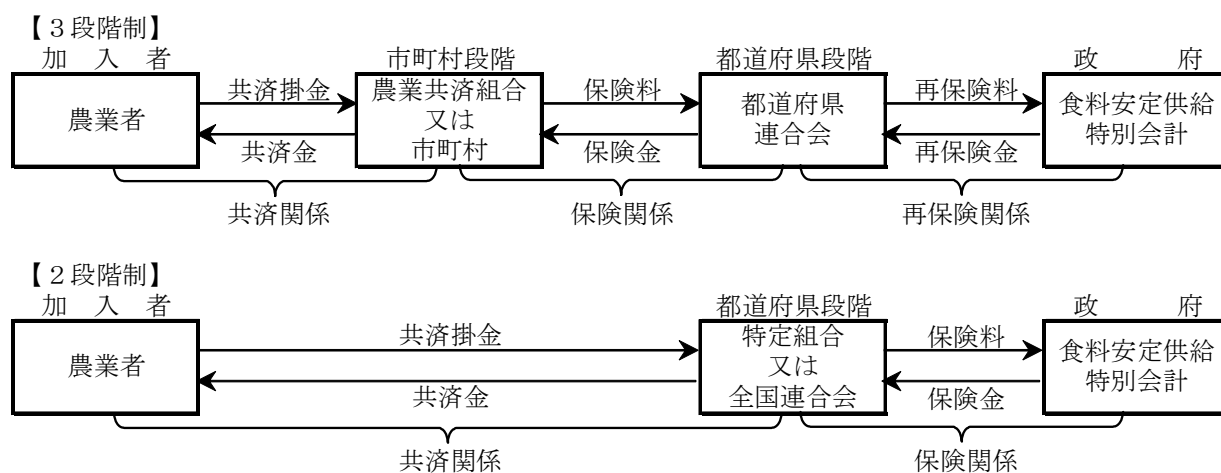 【３段階制】
加 入 者
市町村段階
都道府県段階
政 府
農業者
共済掛金
共済金
農業共済組合
又は
市町村
保険料
保険金
都道府県
連合会
再保険料
再保険金
食料安定供給
特別会計
共済関係
保険関係
再保険関係
【２段階制】
加 入 者
都道府県段階
政 府
農業者
共済掛金
共済金
特定組合
又は
全国連合会
保険料
保険金
食料安定供給
特別会計
共済関係
保険関係